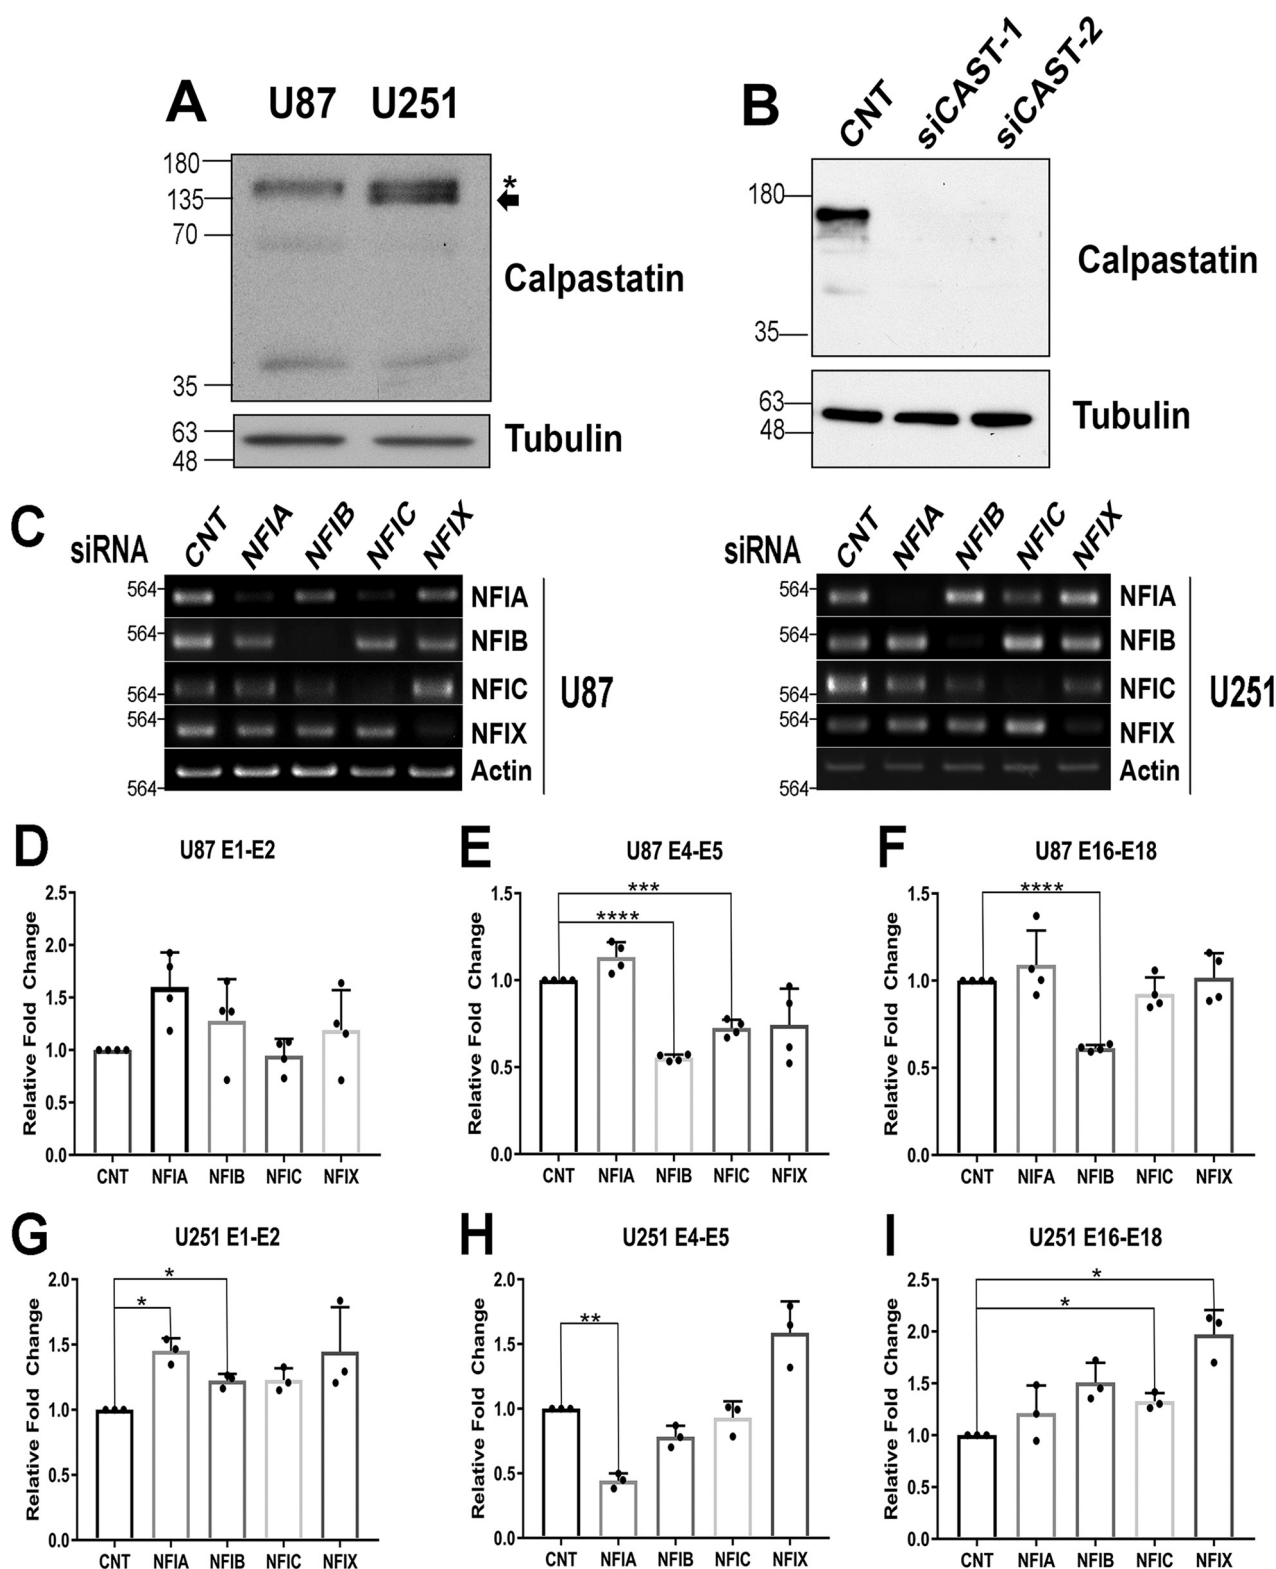 A
U87 U251
180
135
70
35
*
Calpastatin
63
48
Tubulin
B
CNT siCAST-1 siCAST-2
180
35
Calpastatin
63
48
Tubulin
C
siRNA CNT NFIA NFIB NFIC NFIX
564 NFIA
564 NFIB
564 NFIC
564 NFIX
564 Actin
U87
siRNA CNT NFIA NFIB NFIC NFIX
564 NFIA
564 NFIB
564 NFIC
564 NFIX
564 Actin
U251
D
U87 E1-E2
Relative Fold Change
2.5
2.0
1.5
1.0
0.5
0.0
CNT NFIA NFIB NFIC NFIX
E
U87 E4-E5
Relative Fold Change
1.5
1.0
0.5
0.0
***
****
CNT NFIA NFIB NFIC NFIX
F
U87 E16-E18
Relative Fold Change
1.5
1.0
0.5
0.0
****
CNT NIFA NFIB NFIC NFIX
G
U251 E1-E2
Relative Fold Change
2.0
1.5
1.0
0.5
0.0
*
*
CNT NFIA NFIB NFIC NFIX
H
U251 E4-E5
Relative Fold Change
2.0
1.5
1.0
0.5
0.0
**
CNT NFIA NFIB NFIC NFIX
I
U251 E16-E18
Relative Fold Change
2.5
2.0
1.5
1.0
0.5
0.0
*
*
CNT NFIA NFIB NFIC NFIX